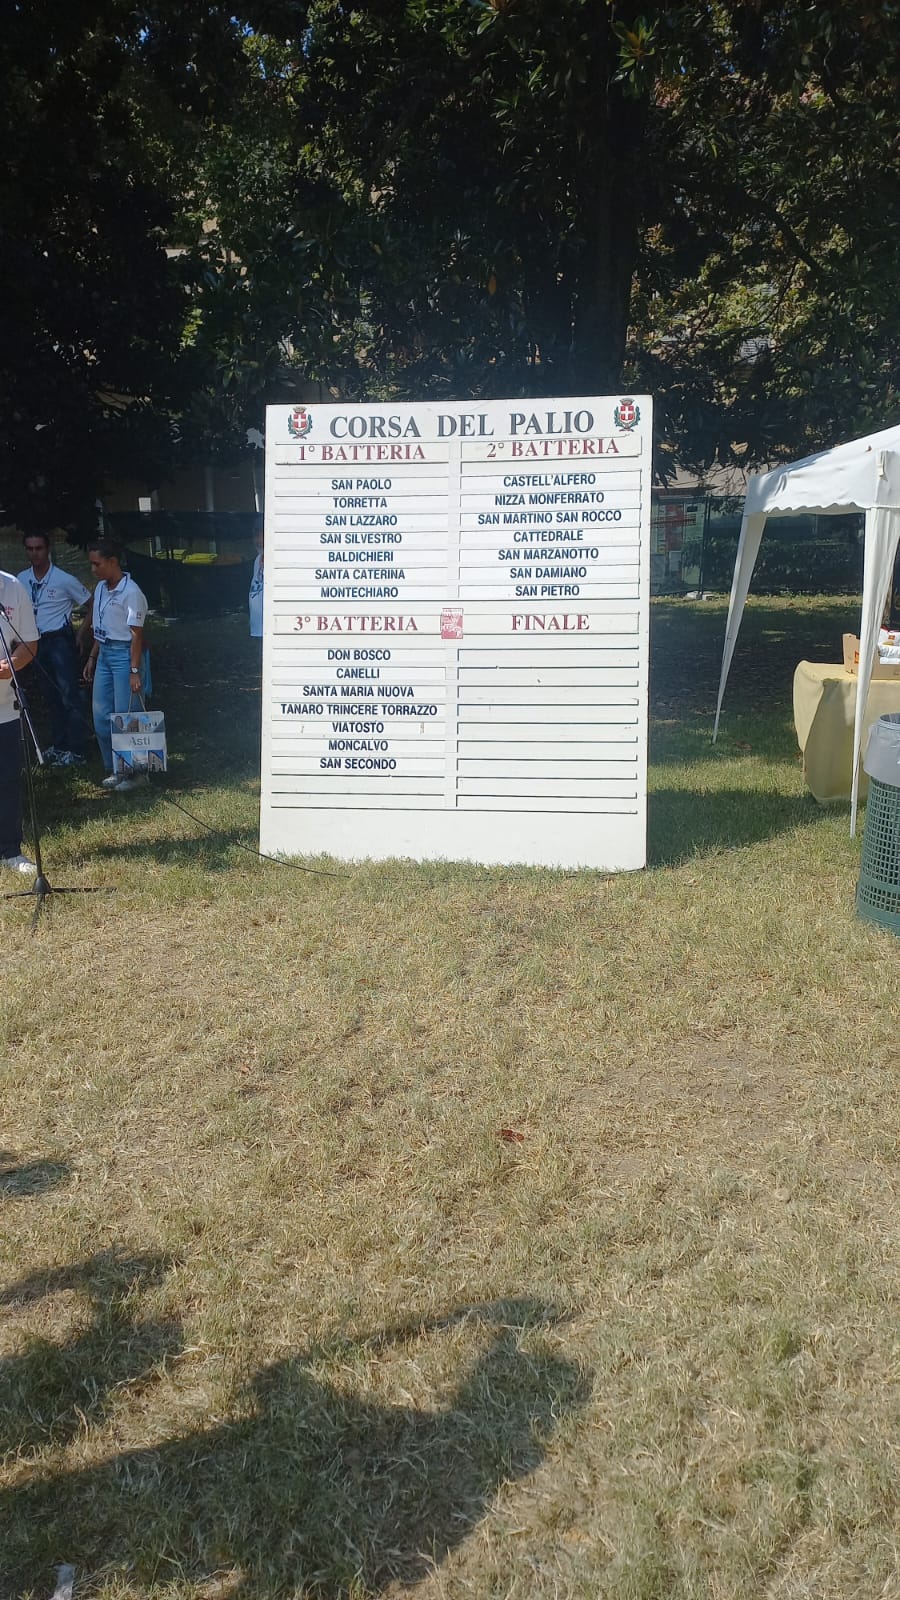 CORSA DEL PALIO
1° BATTERIA
SAN PAOLO
TORRETTA
SAN LAZZARO
SAN SILVESTRO
BALDICHIERI
SANTA CATERINA
MONTECHIARO
2° BATTERIA
CASTELL'ALFERO
NIZZA MONFERRATO
SAN MARTINO SAN ROCCO
CATTEDRALE
SAN MARZANOTTO
SAN DAMIANO
SAN PIETRO
3° BATTERIA
DON BOSCO
CANELLI
SANTA MARIA NUOVA
TANARO TRINCERE TORRAZZO
VIATOSTO
MONCALVO
SAN SECONDO
FINALE
Asti